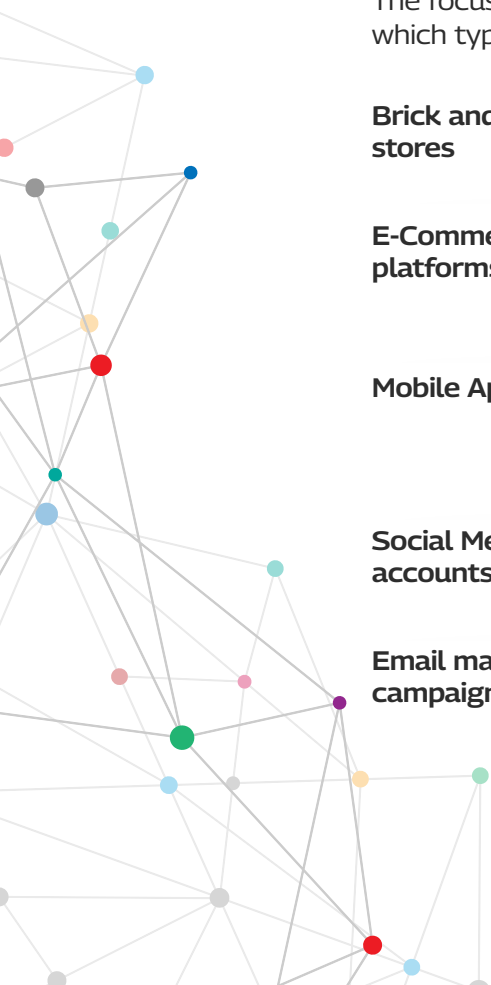 The focus
which typ
Brick and
stores
E-Comme
platforms
Mobile Ap
Social Me
accounts
Email ma
campaign